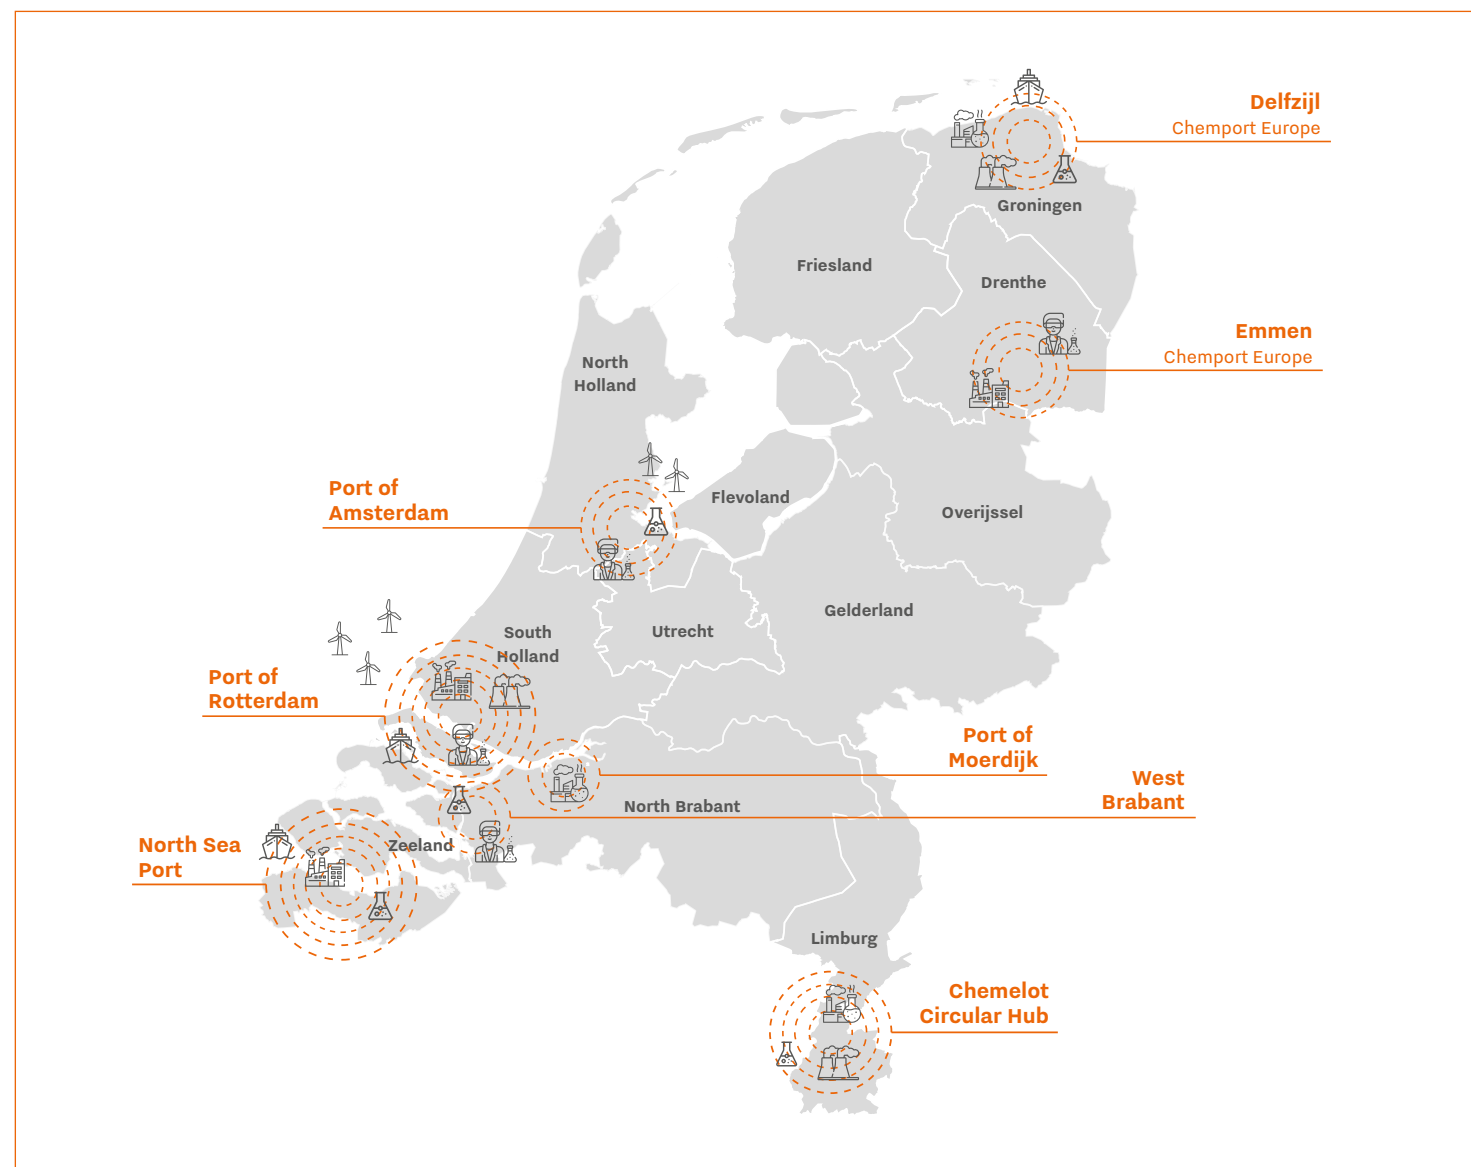 Delfzijl
Chemport Europe
Groningen
Friesland
Drenthe
Emmen
Chemport Europe
North
Holland
Port of
Amsterdam
Flevoland
Overijssel
Gelderland
South
Holland
Utrecht
Port of
Rotterdam
Port of
Moerdijk
West
Brabant
North Brabant
North Sea
Port
Zeeland
Limburg
Chemelot
Circular Hub